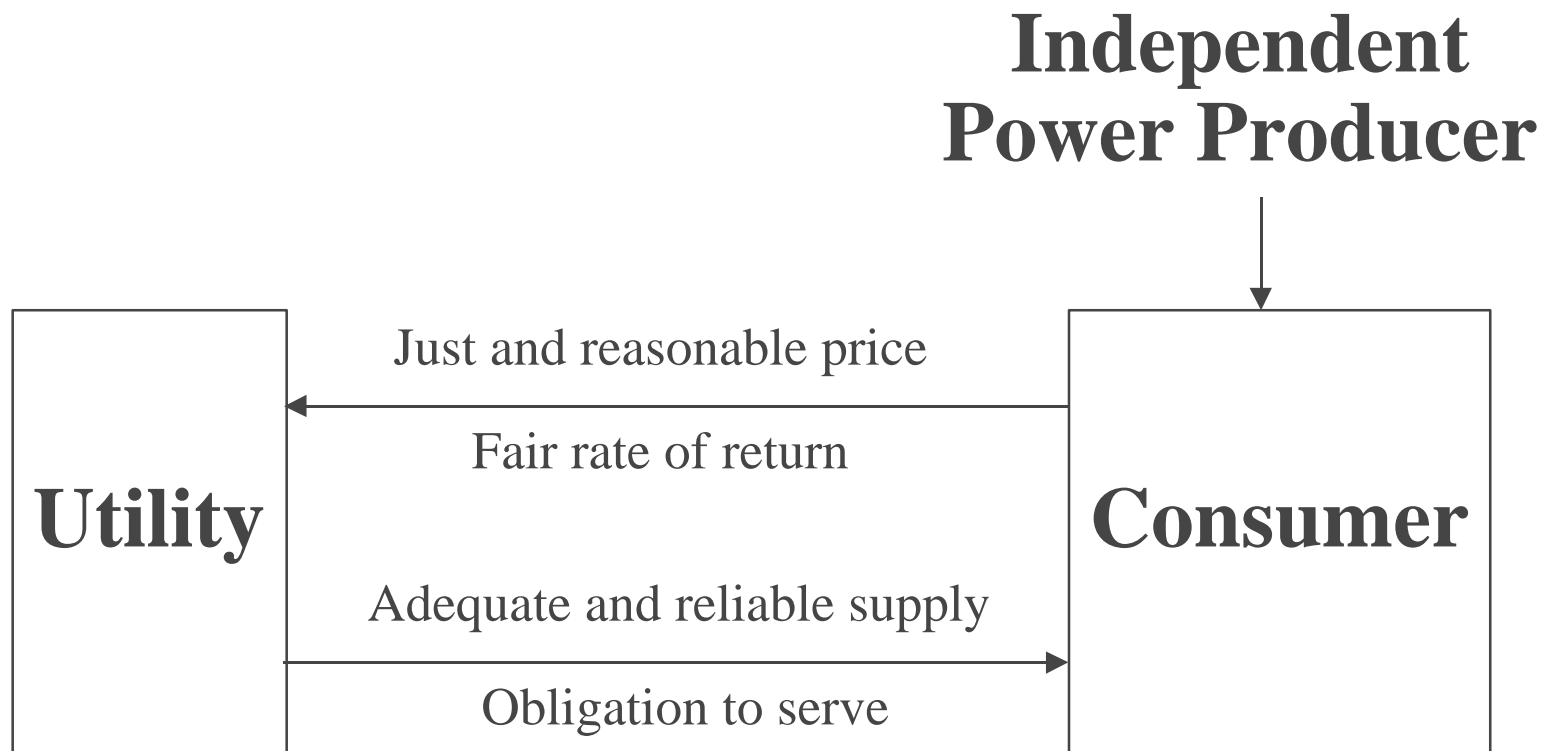 Independent
Power Producer
Just and reasonable price
Fair rate of return
Utility
Consumer
Adequate and reliable supply
Obligation to serve